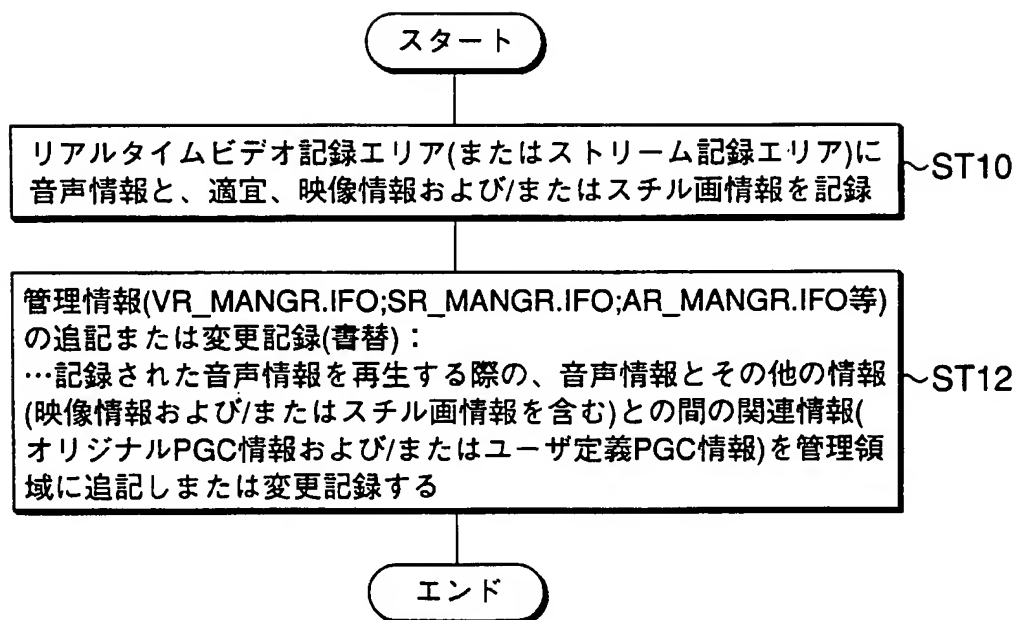 スタート
リアルタイムビデオ記録エリア(またはストリーム記録エリア)に
音声情報と、適宜、映像情報および/またはスチル画情報を記録
~ST10
管理情報(VR_MANGR.IFO;SR_MANGR.IFO;AR_MANGR.IFO等)
の追記または変更記録(書替)：
…記録された音声情報を再生する際の、音声情報とその他の情報
(映像情報および/またはスチル画情報を含む)との間の関連情報(
オリジナルPGC情報および/またはユーザ定義PGC情報)を管理領
域に追記しまたは変更記録する
~ST12
エンド